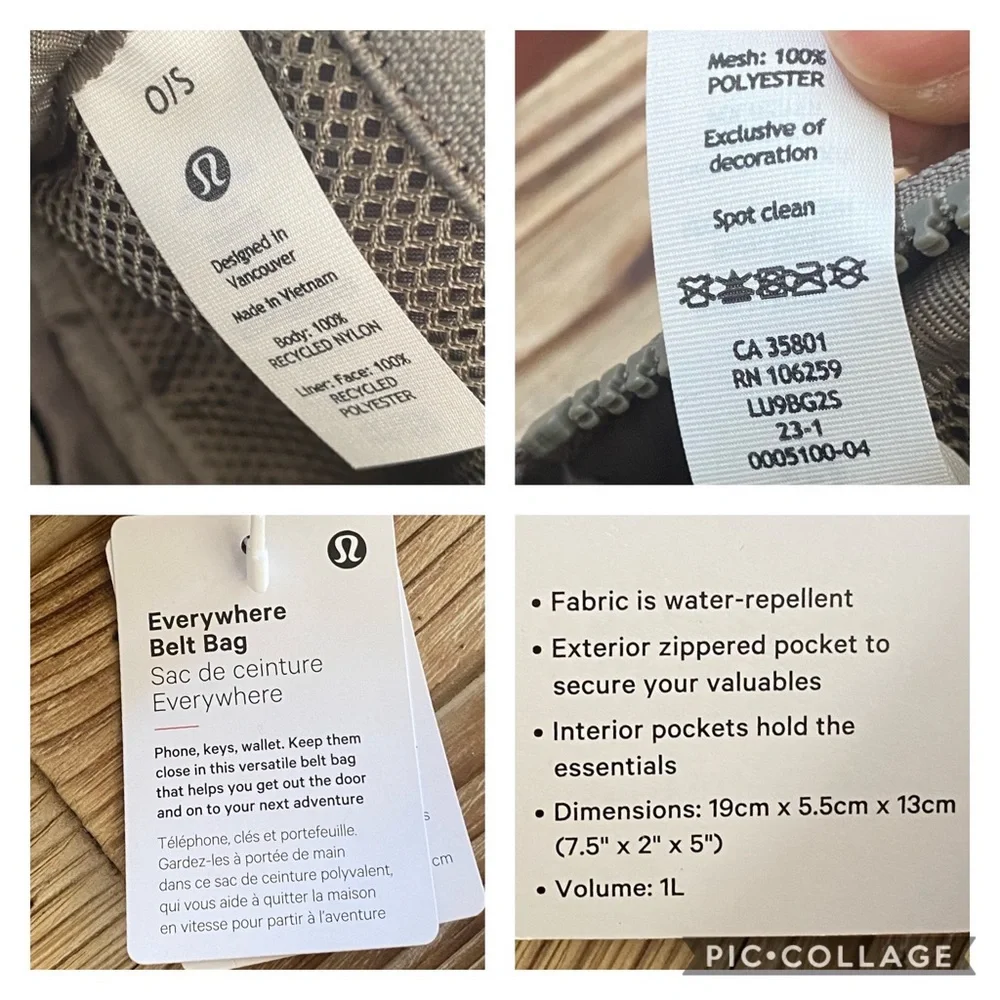 O/S
Designed in
Vancouver
Made in Vietnam
Body: 100%
RECYCLED NYLON
Liner: Face: 100%
RECYCLED
POLYESTER
Mesh: 100%
POLYESTER
Exclusive of
decoration
Spot clean
CA 35801
RN 106259
LU9BG2S
23-1
0005100-04
Everywhere
Belt Bag
Sac de ceinture
Everywhere
Phone, keys, wallet. Keep them
close in this versatile belt bag
that helps you get out the door
and on to your next adventure
Téléphone, clés et portefeuille.
Gardez-les à portée de main
dans ce sac de ceinture polyvalent,
qui vous aide à quitter la maison
en vitesse pour partir à l'aventure
s
cm
• Fabric is water-repellent
• Exterior zippered pocket to
secure your valuables
• Interior pockets hold the
essentials
• Dimensions: 19cm x 5.5cm x 13cm
(7.5" x 2" x 5")
• Volume: 1L
PIC•COLLAGE